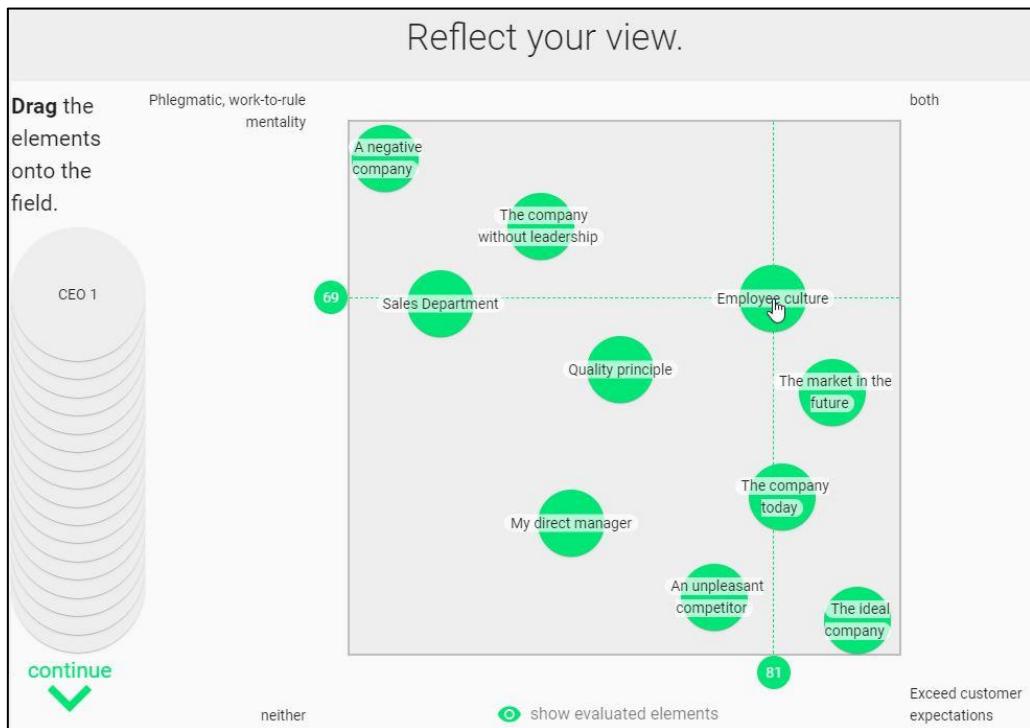 Reflect your view.
Drag the
elements
onto the
field.
Phlegmatic, work-to-rule
mentality
both
A negative
company
The company
without leadership
CEO 1
69
Sales Department
Employee culture
Quality principle
The market in the
future
The company
today
My direct manager
An unpleasant
competitor
The ideal
company
continue
81
neither
show evaluated elements
Exceed customer
expectations